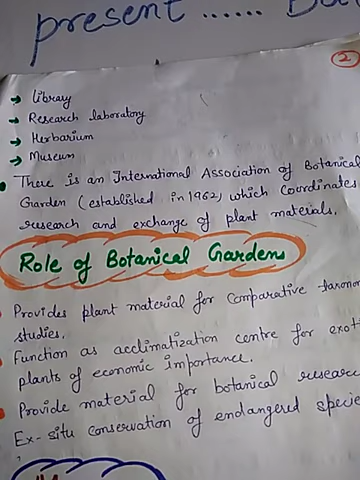 present ......
2
→ Library
→ Research laboratory
→ Herbarium
→ Museum
• There is an International Association of Botanical
Garden (established in 1962) which Coordinates
research and exchange of plant materials.
Role of Botanical Gardens
Provides plant material for comparative
studies.
Function as acclimatization centre for
plants of economic importance.
Provide material for botanical
Ex-situ conservation of endangered